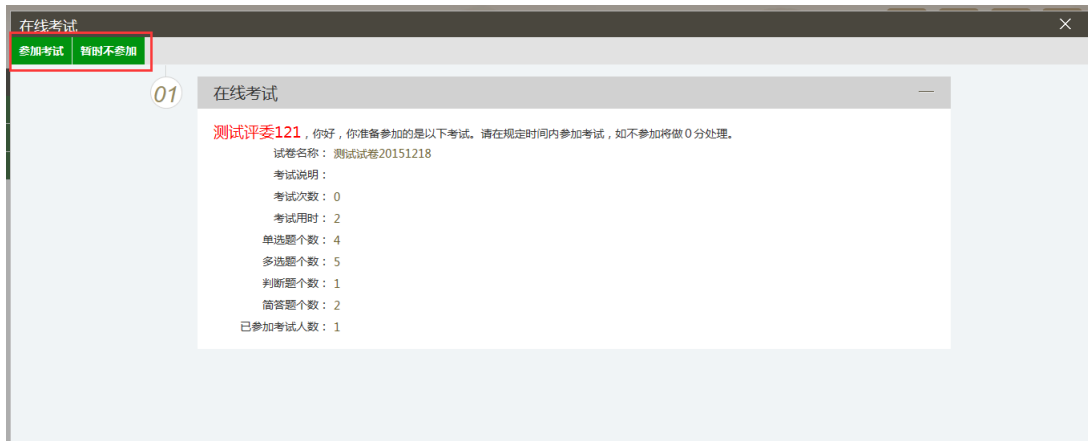 在线考试
参加考试 暂时不参加
01 在线考试
测试评委121，你好，你准备参加的是以下考试。请在规定时间内参加考试，如不参加将做0分处理。
试卷名称： 测试试卷20151218
考试说明：
考试次数： 0
考试用时： 2
单选题个数： 4
多选题个数： 5
判断题个数： 1
简答题个数： 2
已参加考试人数： 1